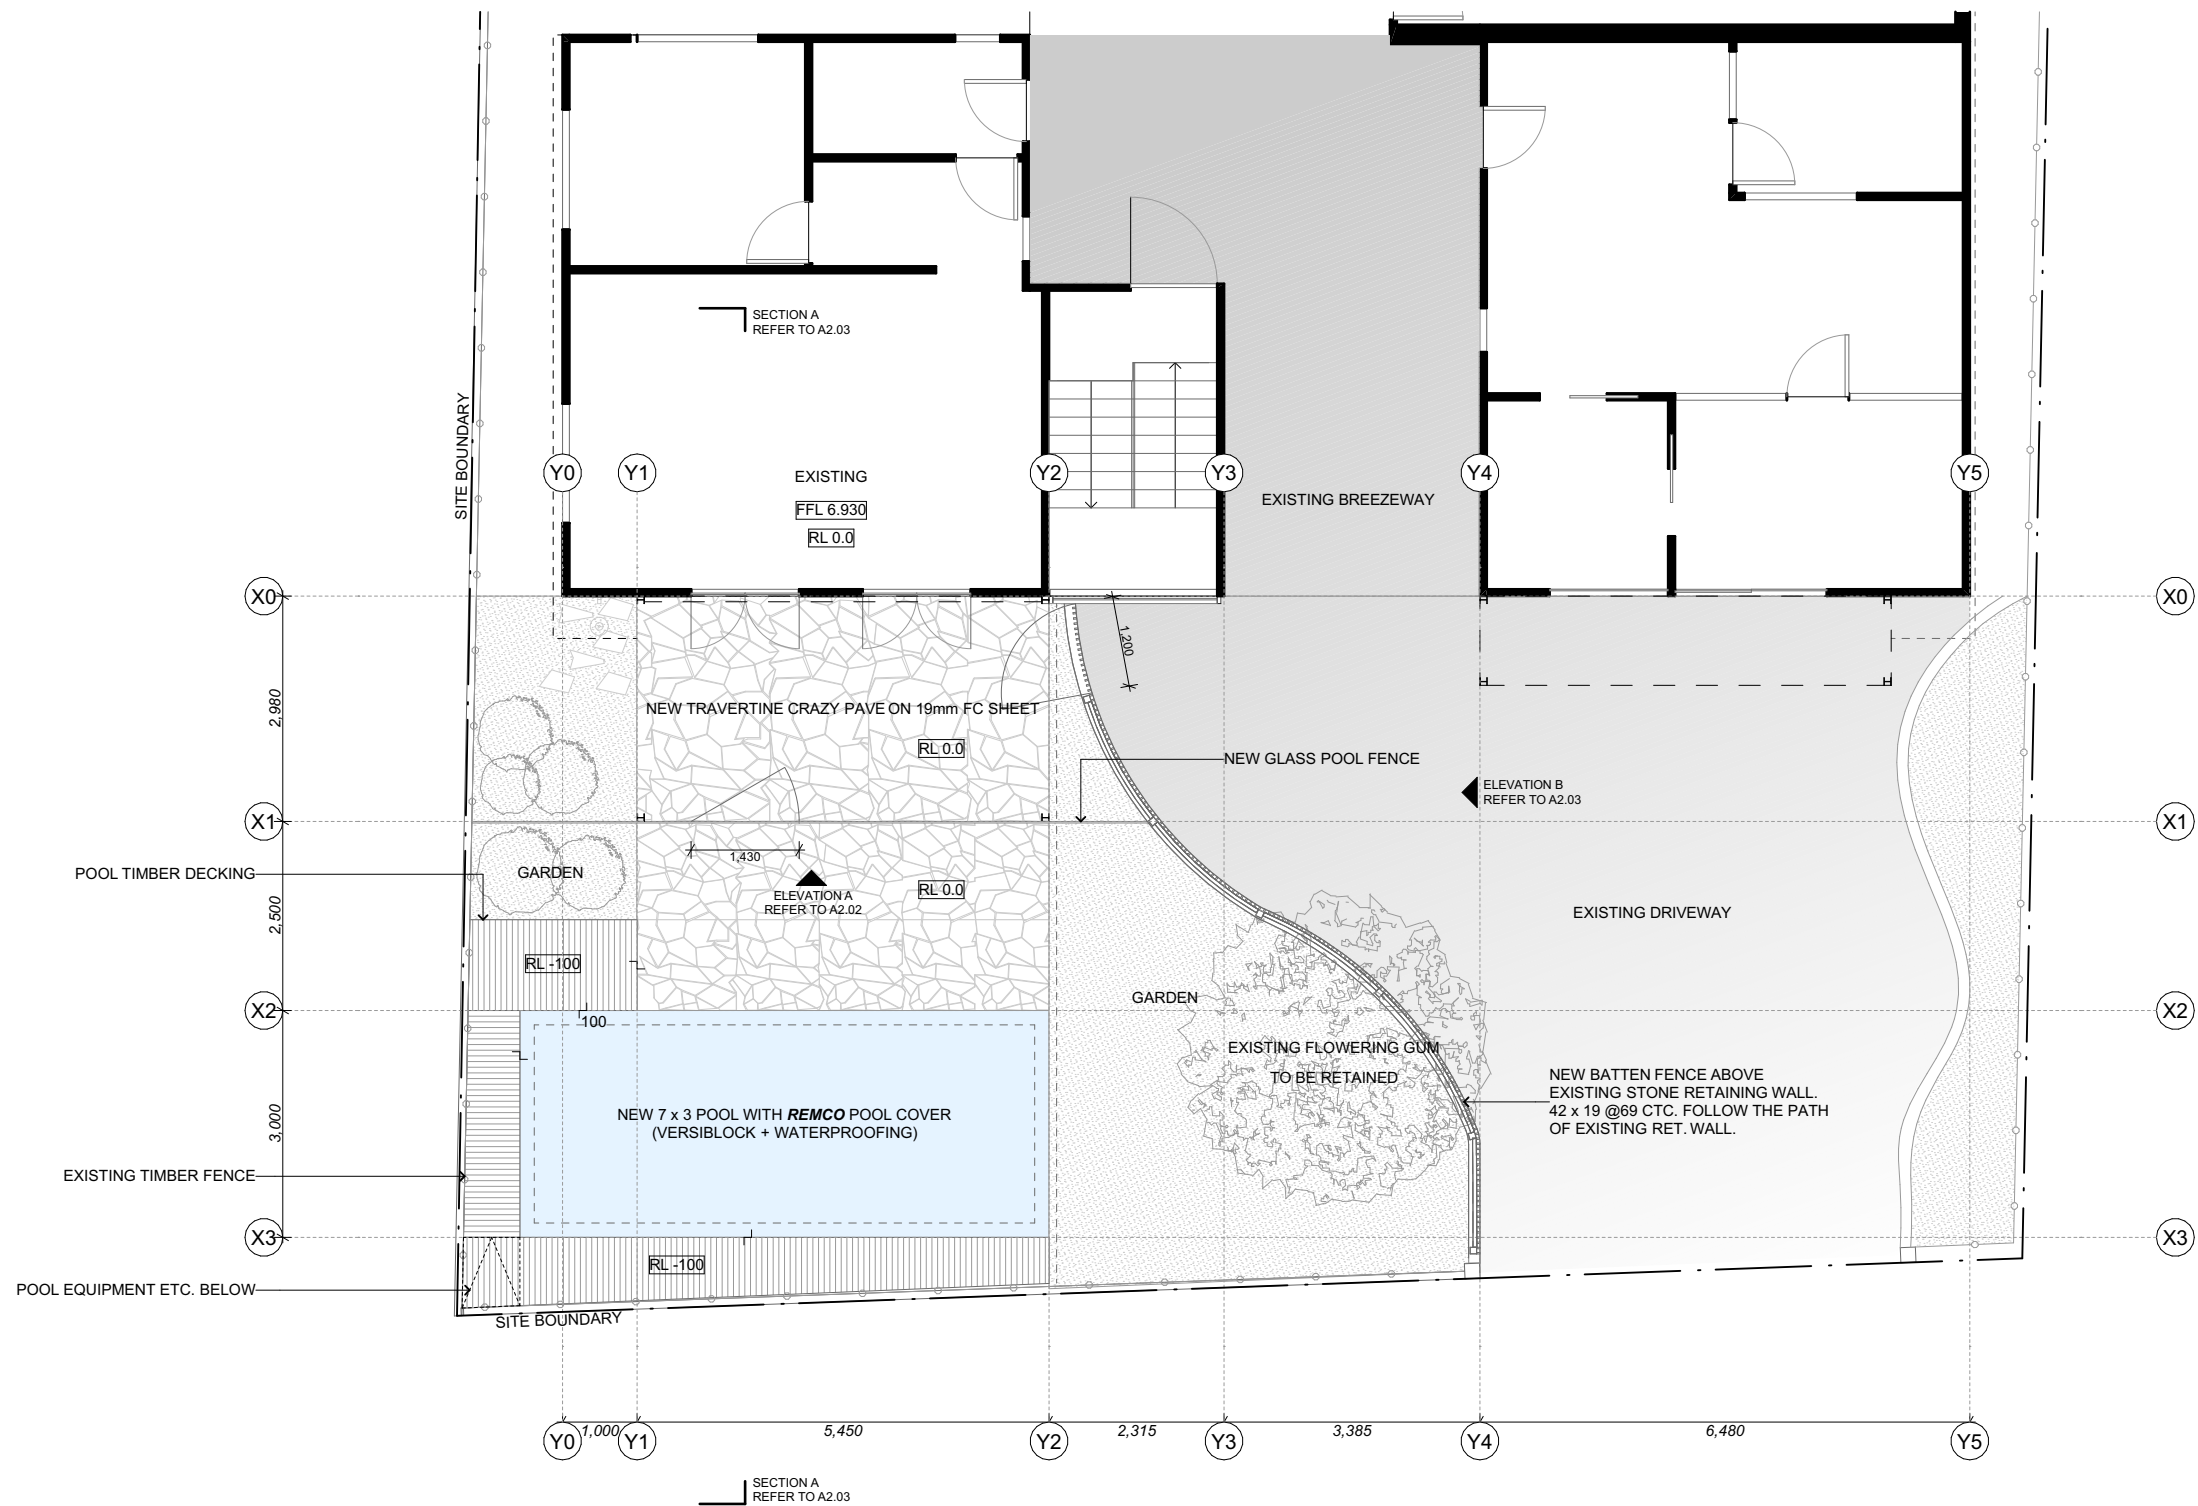 SECTION A
REFER TO A2.03
SITE BOUNDARY
Y0
Y1
Y2
Y3
Y4
Y5
EXISTING
FFL 6.930
RL 0.0
EXISTING BREEZEWAY
X0
X0
1,200
2,980
NEW TRAVERTINE CRAZY PAVE ON 19mm FC SHEET
RL 0.0
NEW GLASS POOL FENCE
ELEVATION B
REFER TO A2.03
X1
X1
1,430
POOL TIMBER DECKING
GARDEN
ELEVATION A
REFER TO A2.02
RL 0.0
2,500
EXISTING DRIVEWAY
RL -100
GARDEN
X2
X2
100
EXISTING FLOWERING GUM
TO BE RETAINED
NEW 7 x 3 POOL WITH REMCO POOL COVER
(VERSIBLOCK + WATERPROOFING)
3,000
NEW BATTEN FENCE ABOVE
EXISTING STONE RETAINING WALL.
42 x 19 @69 CTC. FOLLOW THE PATH
OF EXISTING RET. WALL.
EXISTING TIMBER FENCE
X3
X3
RL -100
POOL EQUIPMENT ETC. BELOW
SITE BOUNDARY
Y0
1,000
Y1
5,450
Y2
2,315
Y3
3,385
Y4
6,480
Y5
SECTION A
REFER TO A2.03